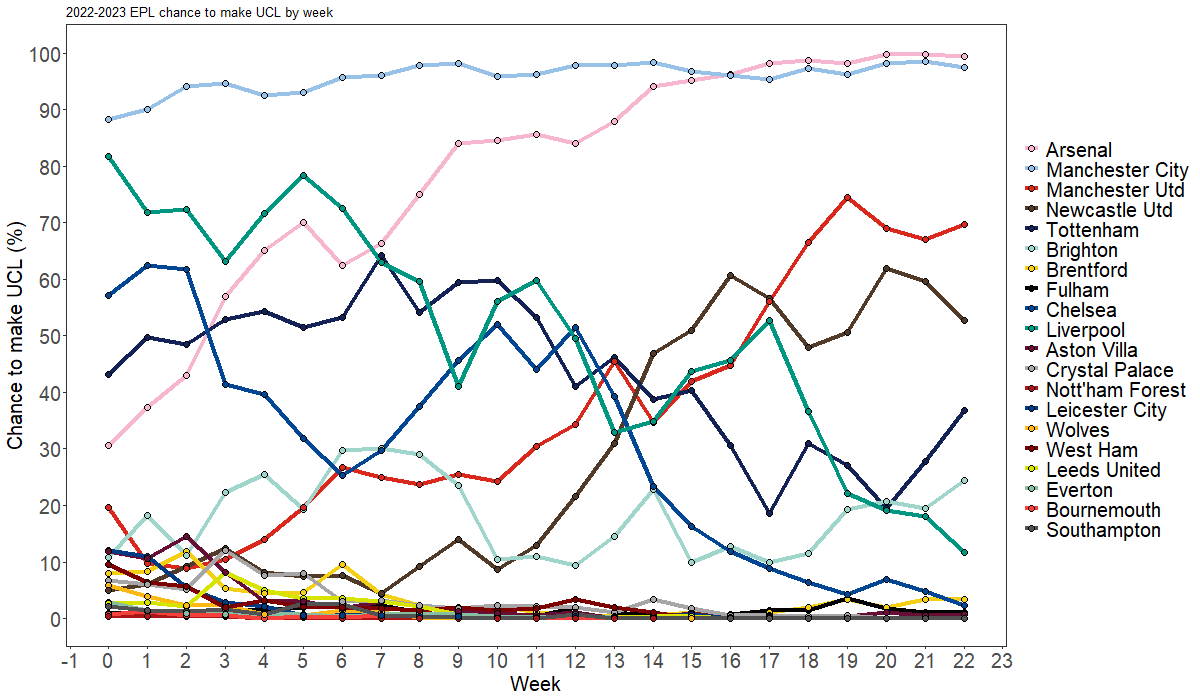 2022-2023 EPL chance to make UCL by week
Chance to make UCL (%)
100
90
80
70
60
50
40
30
20
10
0
-1 0 1 2 3 4 5 6 7 8 9 10 11 12 13 14 15 16 17 18 19 20 21 22 23
Week
Arsenal
Manchester City
Manchester Utd
Newcastle Utd
Tottenham
Brighton
Brentford
Fulham
Chelsea
Liverpool
Aston Villa
Crystal Palace
Nott'ham Forest
Leicester City
Wolves
West Ham
Leeds United
Everton
Bournemouth
Southampton